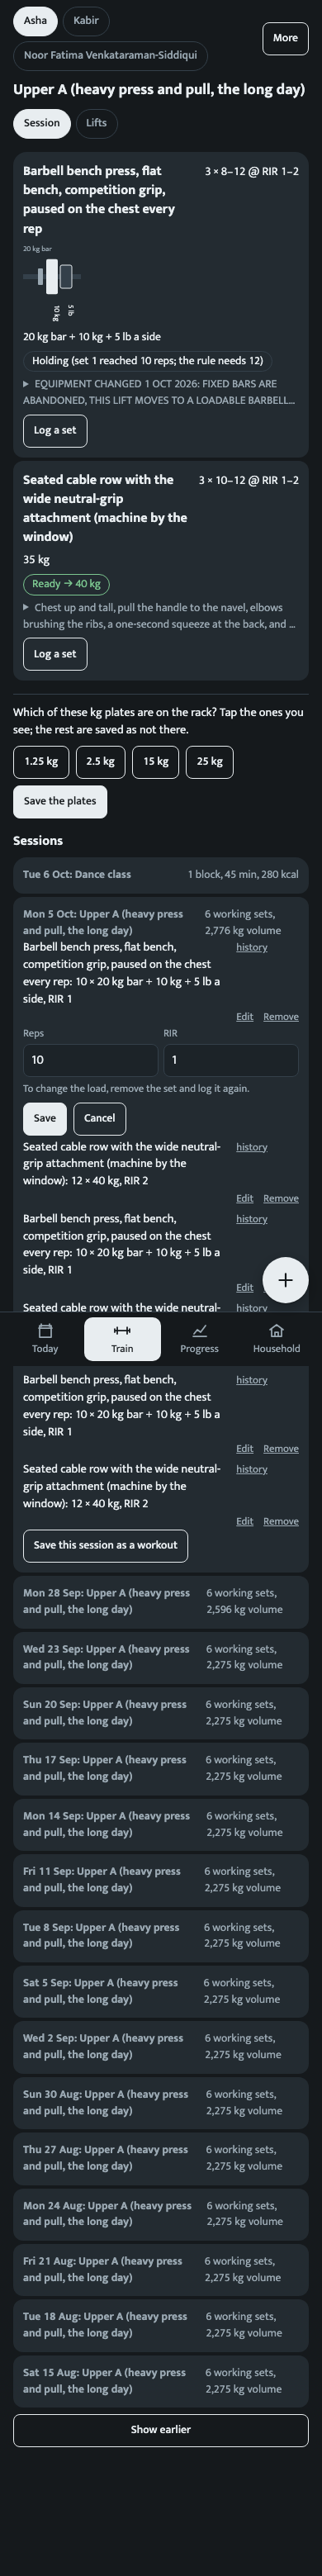 Asha
Kabir
Noor Fatima Venkataraman-Siddiqui
More
Upper A (heavy press and pull, the long day)
Session
Lifts
Barbell bench press, flat
bench, competition grip,
paused on the chest every
rep
3 × 8–12 @ RIR 1–2
20 kg bar
10 kg
5 lb
20 kg bar + 10 kg + 5 lb a side
Holding (set 1 reached 10 reps; the rule needs 12)
EQUIPMENT CHANGED 1 OCT 2026: FIXED BARS ARE
ABANDONED, THIS LIFT MOVES TO A LOADABLE BARBELL...
Log a set
Seated cable row with the
wide neutral-grip
attachment (machine by the
window)
3 × 10–12 @ RIR 1–2
35 kg
Ready → 40 kg
Chest up and tall, pull the handle to the navel, elbows
brushing the ribs, a one-second squeeze at the back, and ...
Log a set
Which of these kg plates are on the rack? Tap the ones you
see; the rest are saved as not there.
1.25 kg
2.5 kg
15 kg
25 kg
Save the plates
Sessions
Tue 6 Oct: Dance class
1 block, 45 min, 280 kcal
Mon 5 Oct: Upper A (heavy press
and pull, the long day)
6 working sets,
2,776 kg volume
Barbell bench press, flat bench,
competition grip, paused on the chest
every rep: 10 × 20 kg bar + 10 kg + 5 lb a
side, RIR 1
history
Edit
Remove
Reps
RIR
10
1
To change the load, remove the set and log it again.
Save
Cancel
Seated cable row with the wide neutral-
grip attachment (machine by the
window): 12 × 40 kg, RIR 2
history
Edit
Remove
Barbell bench press, flat bench,
competition grip, paused on the chest
every rep: 10 × 20 kg bar + 10 kg + 5 lb a
side, RIR 1
history
Edit
Seated cable row with the wide neutral-
history
Today
Train
Progress
Household
Barbell bench press, flat bench,
competition grip, paused on the chest
every rep: 10 × 20 kg bar + 10 kg + 5 lb a
side, RIR 1
history
Edit
Remove
Seated cable row with the wide neutral-
grip attachment (machine by the
window): 12 × 40 kg, RIR 2
history
Edit
Remove
Save this session as a workout
Mon 28 Sep: Upper A (heavy press
and pull, the long day)
6 working sets,
2,596 kg volume
Wed 23 Sep: Upper A (heavy press
and pull, the long day)
6 working sets,
2,275 kg volume
Sun 20 Sep: Upper A (heavy press
and pull, the long day)
6 working sets,
2,275 kg volume
Thu 17 Sep: Upper A (heavy press
and pull, the long day)
6 working sets,
2,275 kg volume
Mon 14 Sep: Upper A (heavy press
and pull, the long day)
6 working sets,
2,275 kg volume
Fri 11 Sep: Upper A (heavy press
and pull, the long day)
6 working sets,
2,275 kg volume
Tue 8 Sep: Upper A (heavy press
and pull, the long day)
6 working sets,
2,275 kg volume
Sat 5 Sep: Upper A (heavy press
and pull, the long day)
6 working sets,
2,275 kg volume
Wed 2 Sep: Upper A (heavy press
and pull, the long day)
6 working sets,
2,275 kg volume
Sun 30 Aug: Upper A (heavy press
and pull, the long day)
6 working sets,
2,275 kg volume
Thu 27 Aug: Upper A (heavy press
and pull, the long day)
6 working sets,
2,275 kg volume
Mon 24 Aug: Upper A (heavy press
and pull, the long day)
6 working sets,
2,275 kg volume
Fri 21 Aug: Upper A (heavy press
and pull, the long day)
6 working sets,
2,275 kg volume
Tue 18 Aug: Upper A (heavy press
and pull, the long day)
6 working sets,
2,275 kg volume
Sat 15 Aug: Upper A (heavy press
and pull, the long day)
6 working sets,
2,275 kg volume
Show earlier